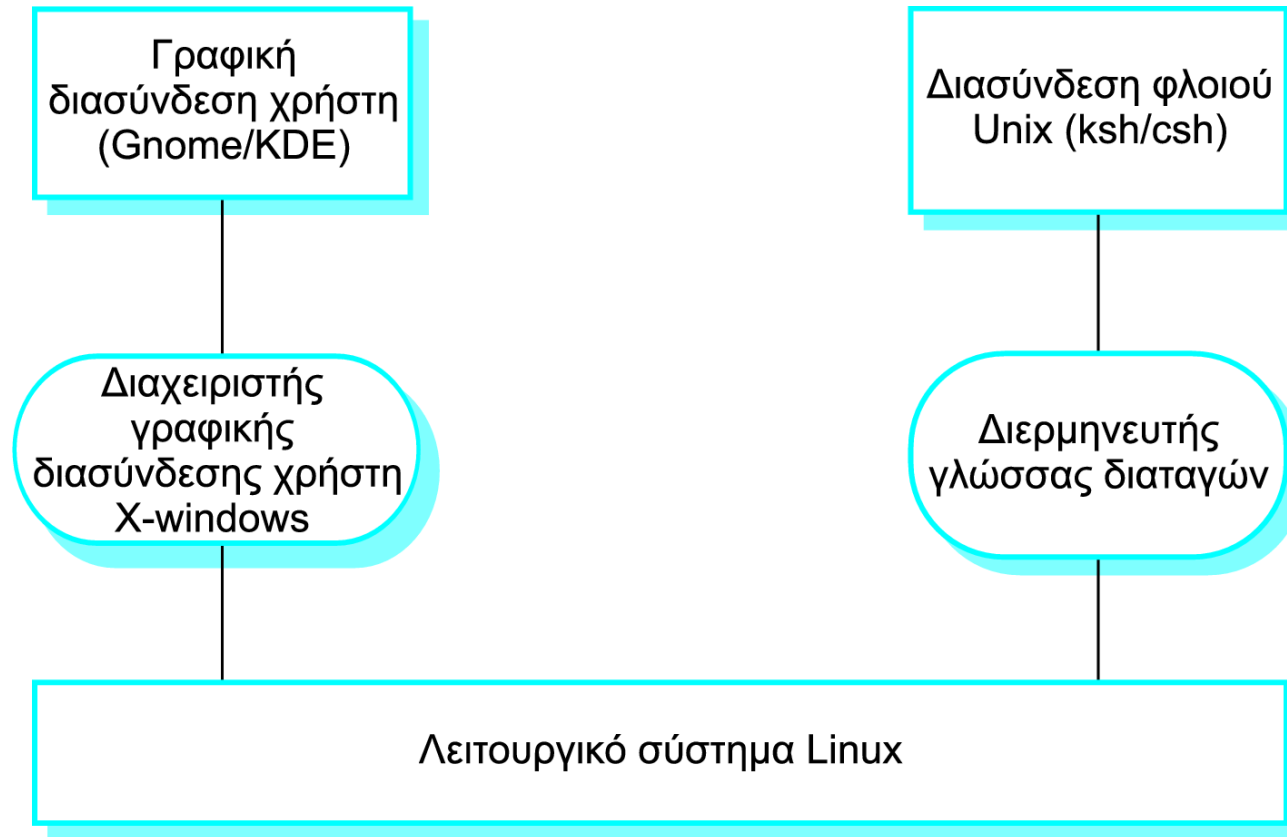 Γραφική
διασύνδεση χρήστη
(Gnome/KDE)
Διασύνδεση φλοιού
Unix (ksh/csh)
Διαχειριστής
γραφικής
διασύνδεσης χρήστη
X-windows
Διερμηνευτής
γλώσσας διαταγών
Λειτουργικό σύστημα Linux